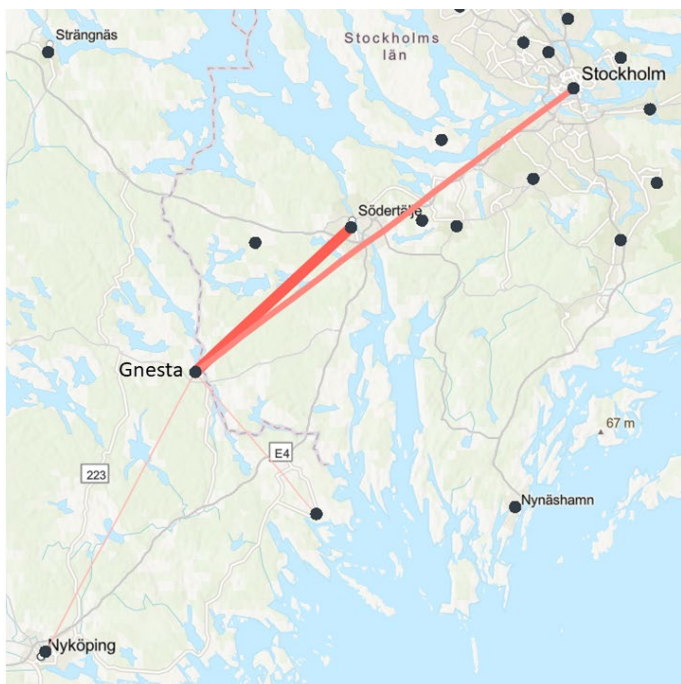 Strängnäs
Stockholms
län
Stockholm
Södertälje
Gnesta
67 m
E4
223
Nynäshamn
Nyköping